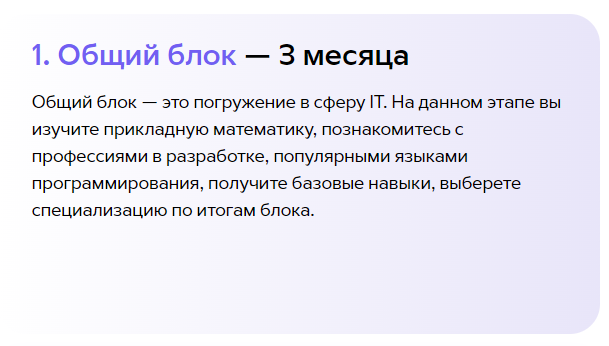 1. Общий блок — 3 месяца
Общий блок — это погружение в сферу IT. На данном этапе вы
изучите прикладную математику, познакомитесь с
профессиями в разработке, популярными языками
программирования, получите базовые навыки, выберете
специализацию по итогам блока.